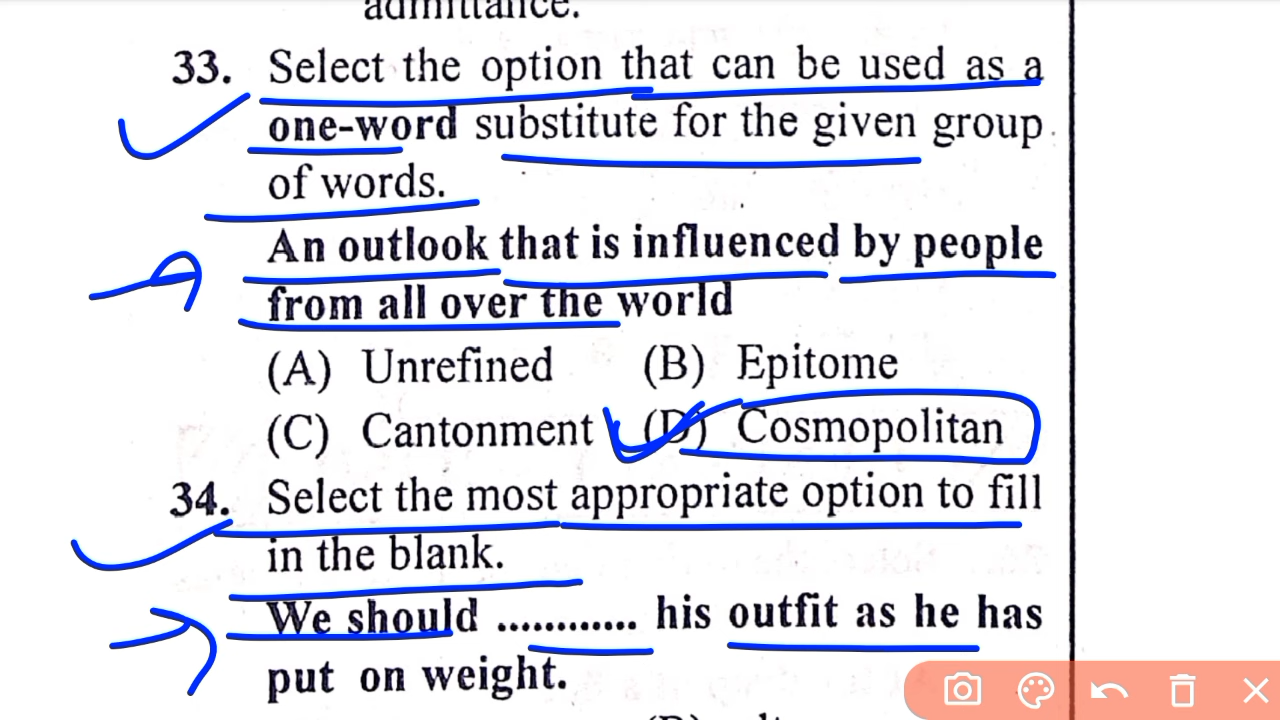 admittance.
33. Select the option that can be used as a
one-word substitute for the given group
of words.
An outlook that is influenced by people
from all over the world
(A) Unrefined (B) Epitome
(C) Cantonment (D) Cosmopolitan
34. Select the most appropriate option to fill
in the blank.
We should ............ his outfit as he has
put on weight.